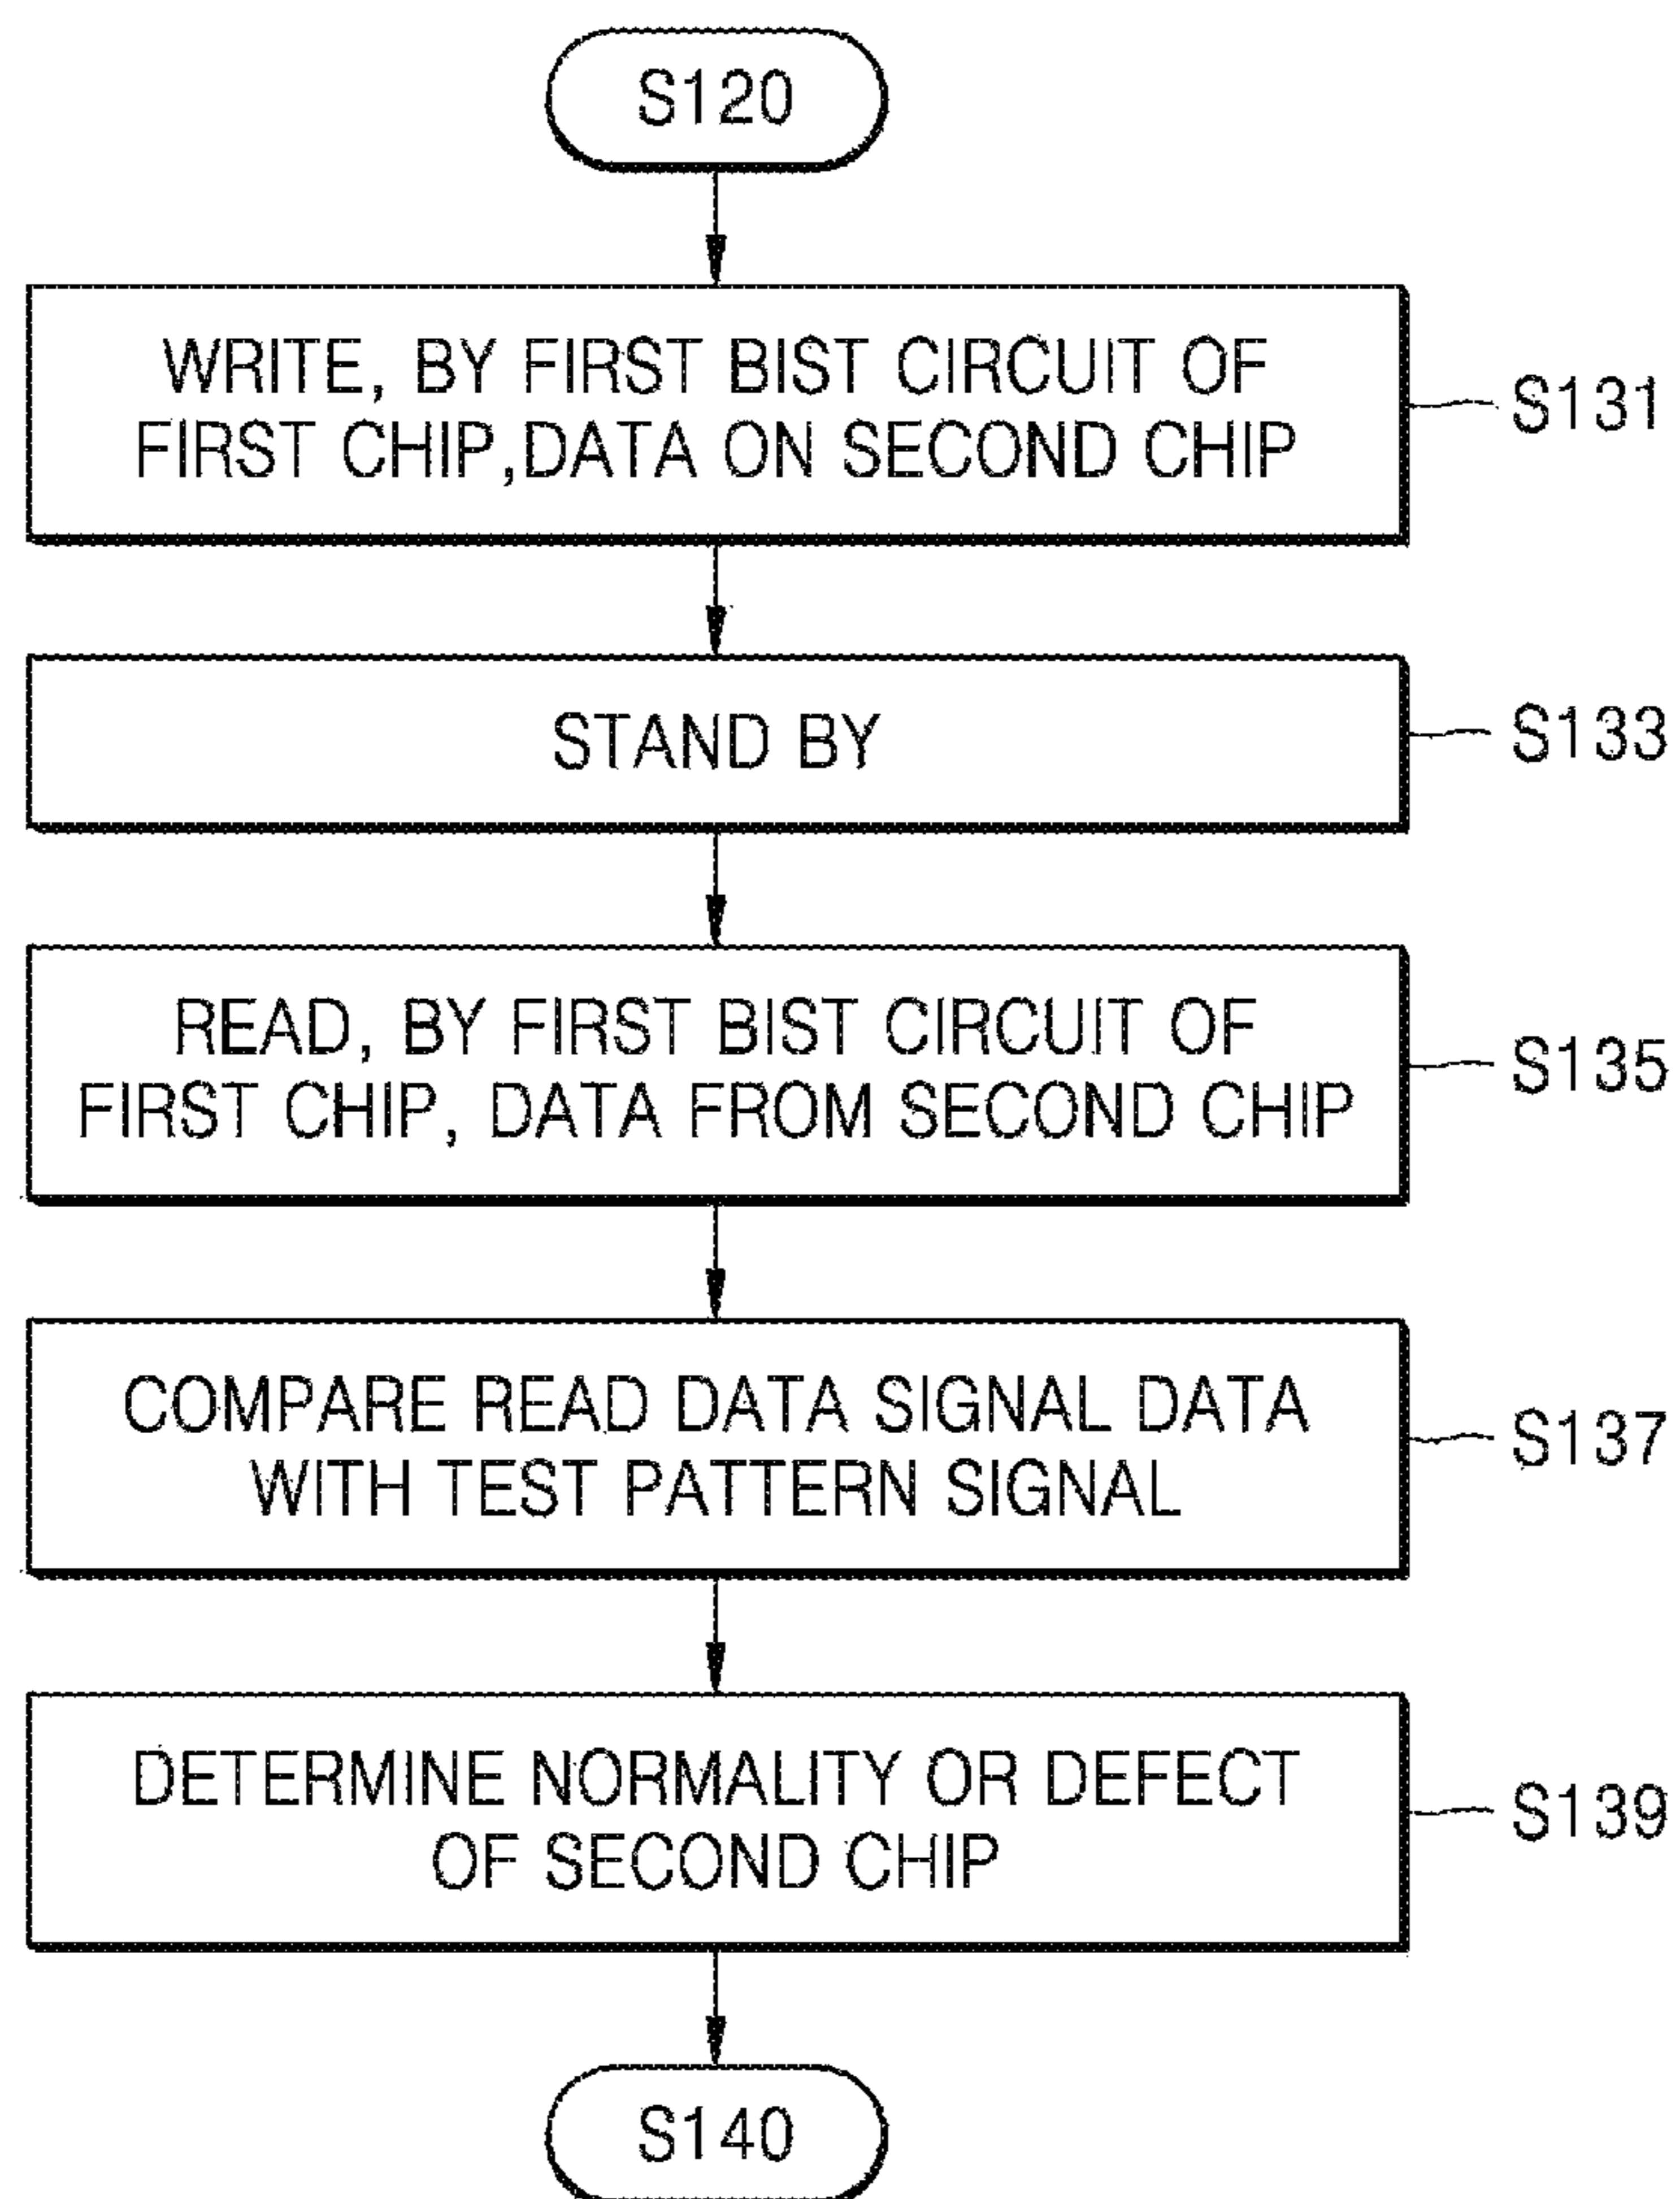 S120
WRITE, BY FIRST BIST CIRCUIT OF
FIRST CHIP,DATA ON SECOND CHIP
S131
STAND BY
S133
READ, BY FIRST BIST CIRCUIT OF
FIRST CHIP, DATA FROM SECOND CHIP
S135
COMPARE READ DATA SIGNAL DATA
WITH TEST PATTERN SIGNAL
S137
DETERMINE NORMALITY OR DEFECT
OF SECOND CHIP
S139
S140